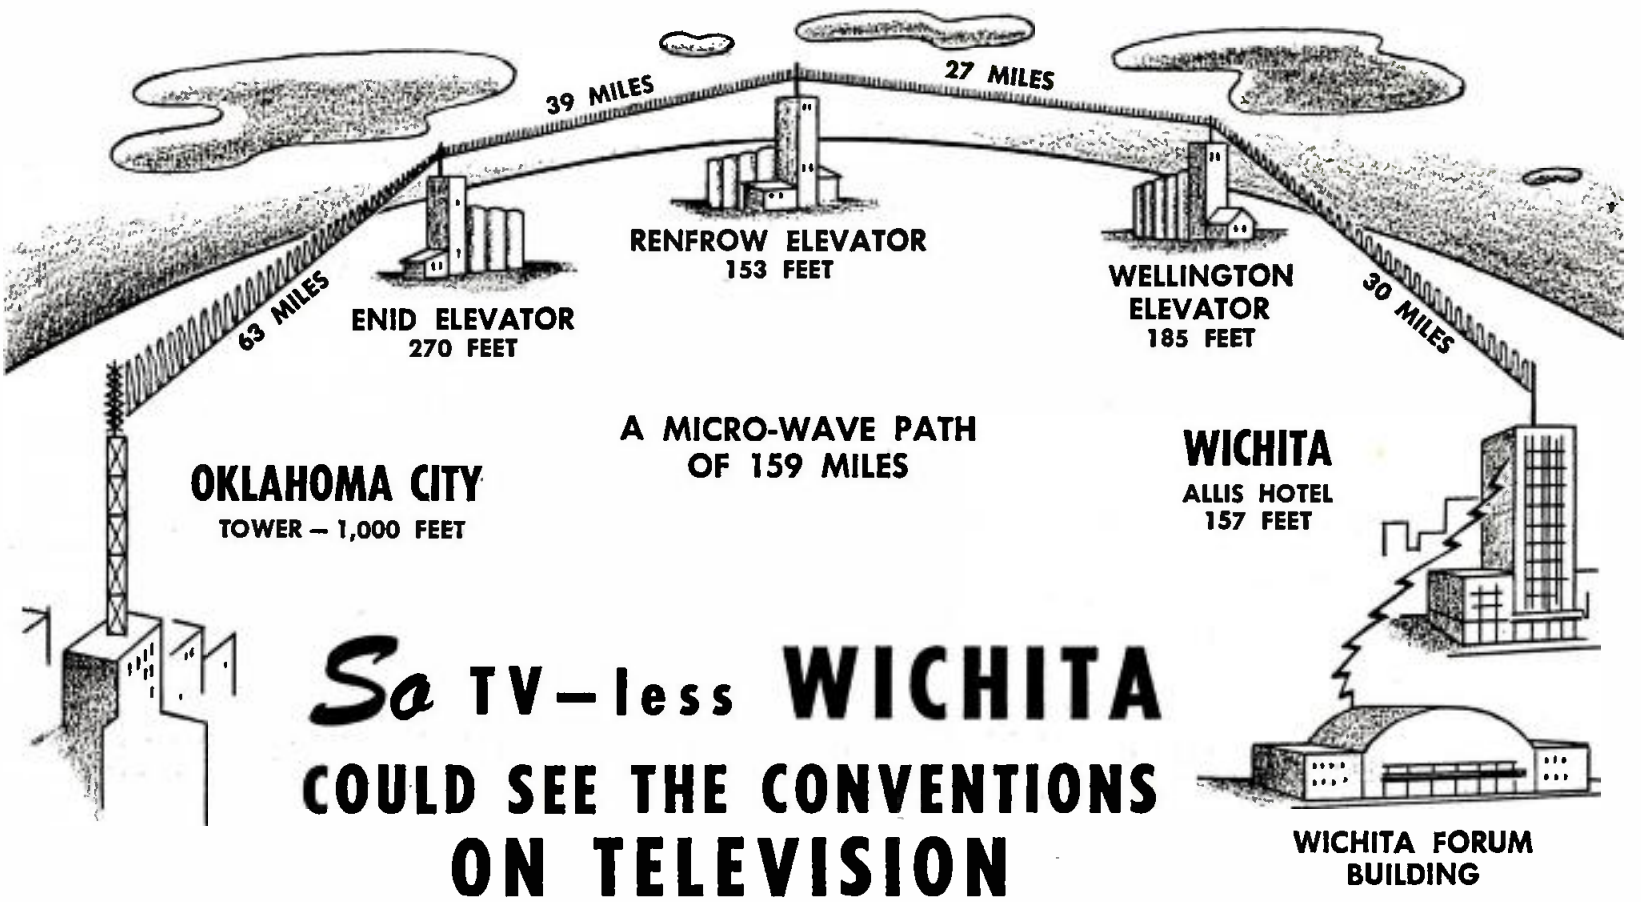 39 MILES
27 MILES
63 MILES
30 MILES
ENID ELEVATOR
270 FEET
RENFROW ELEVATOR
153 FEET
WELLINGTON
ELEVATOR
185 FEET
A MICRO-WAVE PATH
OF 159 MILES
OKLAHOMA CITY
TOWER — 1,000 FEET
WICHITA
ALLIS HOTEL
157 FEET
So TV—less WICHITA
COULD SEE THE CONVENTIONS
ON TELEVISION
WICHITA FORUM
BUILDING